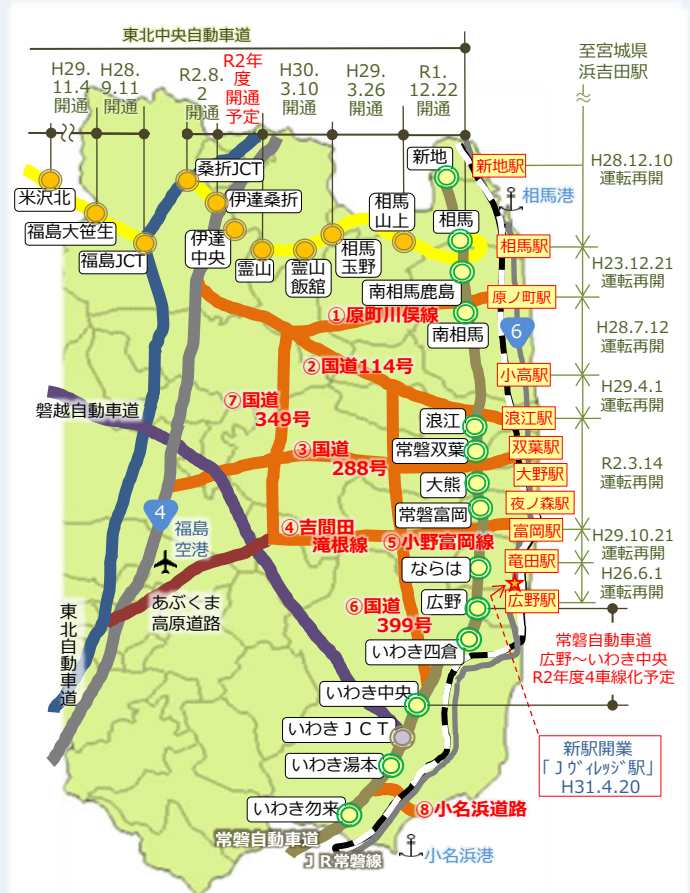 東北中央自動車道
H29.
11.4
開通
H28.
9.11
開通
R2.8.
2
開通
R2年
度
開通
予定
H30.
3.10
開通
H29.
3.26
開通
R1.
12.22
開通
至宮城県
浜吉田駅
新地
新地駅
H28.12.10
運転再開
米沢北
福島大笹生
福島JCT
桑折JCT
伊達桑折
伊達
中央
霊山
霊山
飯舘
相馬
玉野
相馬
山上
相馬
相馬港
相馬駅
H23.12.21
運転再開
南相馬鹿島
原ノ町駅
①原町川俣線
南相馬
6
H28.7.12
運転再開
②国道114号
小高駅
H29.4.1
運転再開
磐越自動車道
⑦国道
349号
浪江
浪江駅
③国道
288号
常磐双葉
双葉駅
大野駅
大熊
R2.3.14
運転再開
4
福島
空港
常磐富岡
夜ノ森駅
④吉間田
滝根線
⑤小野富岡線
富岡駅
H29.10.21
運転再開
ならは
竜田駅
H26.6.1
運転再開
あぶくま
高原道路
⑥国道
399号
広野
広野駅
東北自動車道
いわき四倉
常磐自動車道
広野～いわき中央
R2年度4車線化予定
いわき中央
いわきＪＣＴ
新駅開業
「Ｊヴィレッジ駅」
H31.4.20
いわき湯本
いわき勿来
⑧小名浜道路
常磐自動車道
ＪＲ常磐線
小名浜港